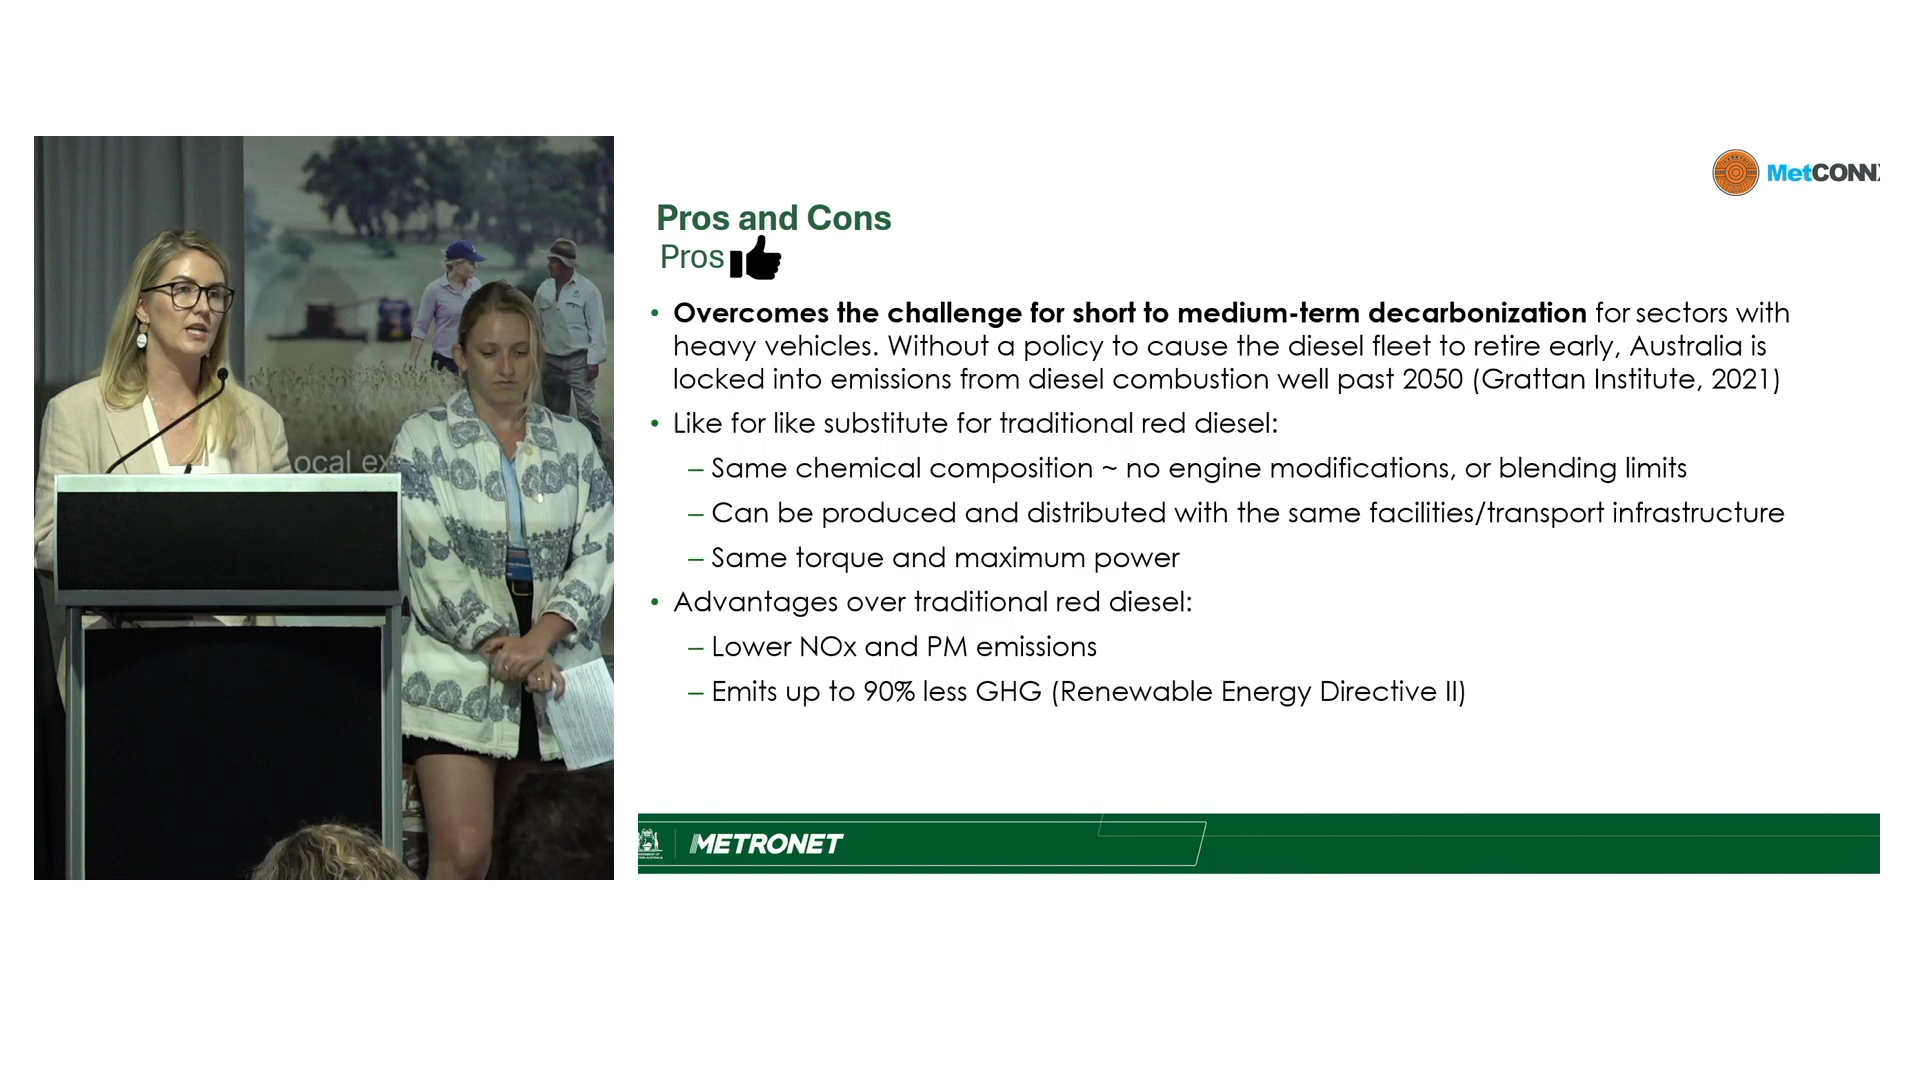 MetCONN
Pros and Cons
Pros
• Overcomes the challenge for short to medium-term decarbonization for sectors with
heavy vehicles. Without a policy to cause the diesel fleet to retire early, Australia is
locked into emissions from diesel combustion well past 2050 (Grattan Institute, 2021)
• Like for like substitute for traditional red diesel:
– Same chemical composition ~ no engine modifications, or blending limits
– Can be produced and distributed with the same facilities/transport infrastructure
– Same torque and maximum power
• Advantages over traditional red diesel:
– Lower NOx and PM emissions
– Emits up to 90% less GHG (Renewable Energy Directive II)
ocal ex
METRONET